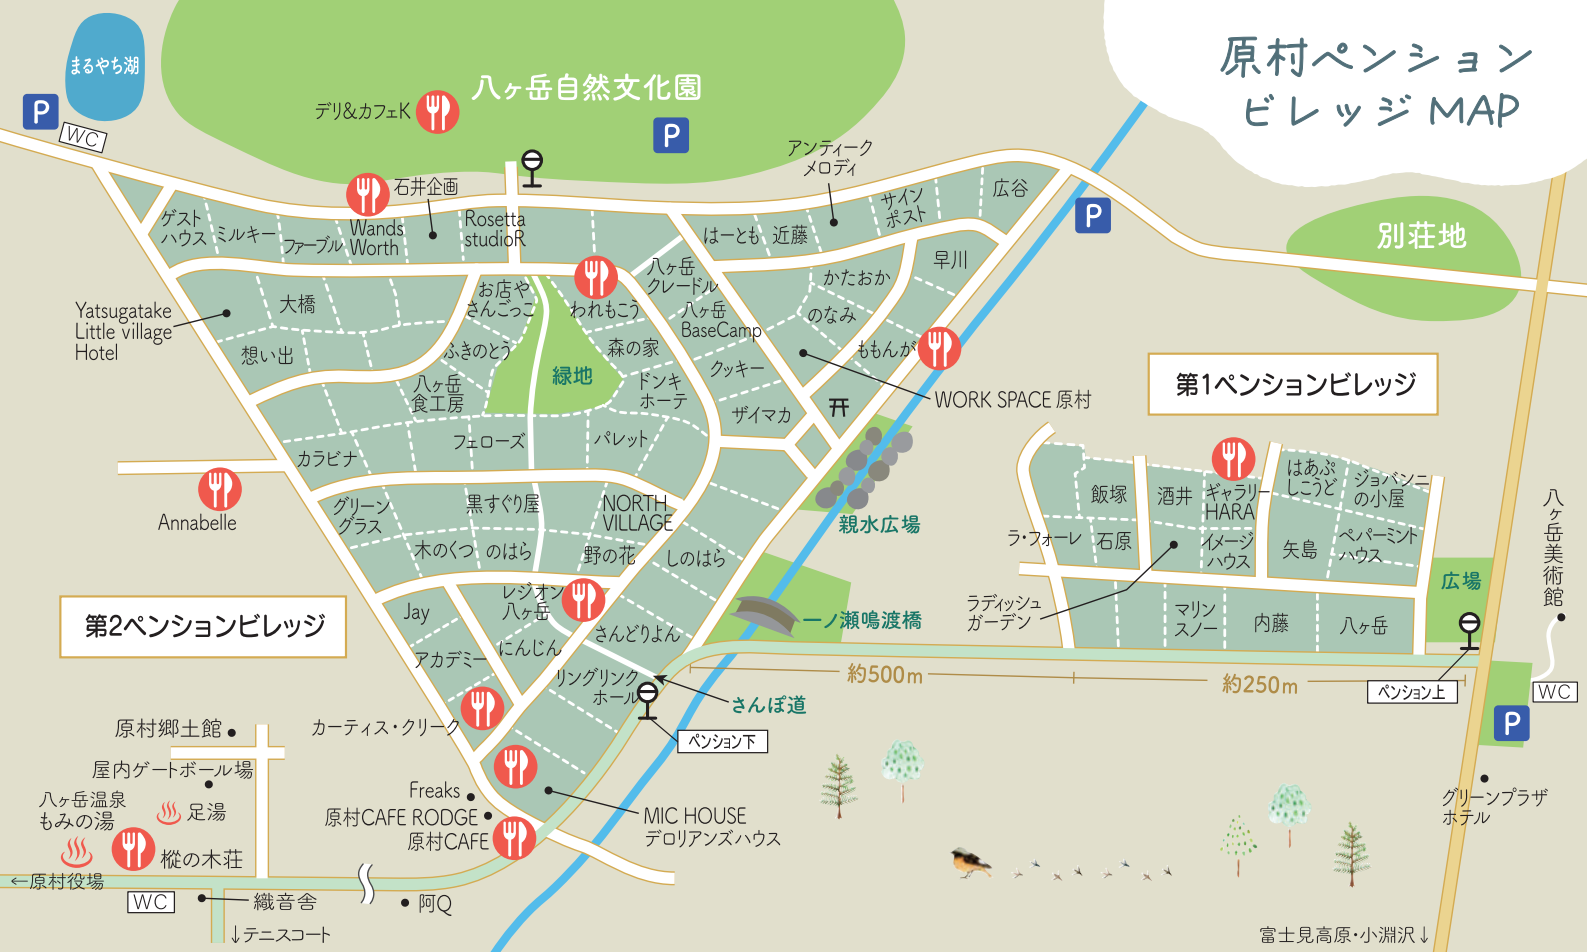 原村ペンション
ビレッジ MAP
まるやち湖
P
WC
デリ&カフェK
八ヶ岳自然文化園
P
アンティーク
メロディ
石井企画
ゲスト
ハウス
ミルキー
ファーブル
Wands
Worth
Rosetta
studioR
はーとも
近藤
サイン
ポスト
広谷
P
別荘地
早川
かたおか
のなみ
ももんが
八ヶ岳
クレードル
八ヶ岳
BaseCamp
お店や
さんごっこ
われもこう
Yatsugatake
Little village
Hotel
大橋
想い出
ふきのとう
緑地
森の家
クッキー
ドンキ
ホーテ
ザイマカ
八ヶ岳
食工房
WORK SPACE 原村
第1ペンションビレッジ
カラビナ
フェローズ
パレット
Annabelle
グリーン
グラス
黒すぐり屋
NORTH
VILLAGE
木のくつ
のはら
野の花
しのはら
親水広場
飯塚
酒井
ギャラリー
HARA
はあぷ
しこうど
ジョバンニ
の小屋
ラ・フォーレ
石原
イメージ
ハウス
矢島
ペパーミント
ハウス
八ヶ岳美術館
ラディッシュ
ガーデン
マリン
スノー
内藤
八ヶ岳
広場
第2ペンションビレッジ
Jay
レジオン
八ヶ岳
アカデミー
にんじん
さんどりよん
一ノ瀬鳴渡橋
リングリンク
ホール
約500m
約250m
さんぽ道
ペンション下
ペンション上
WC
P
カーティス・クリーク
原村郷土館
屋内ゲートボール場
八ヶ岳温泉
もみの湯
足湯
樅の木荘
←原村役場
WC
織音舎
↓テニスコート
阿Q
Freaks
原村CAFE RODGE
原村CAFE
MIC HOUSE
デロリアンズハウス
グリーンプラザ
ホテル
富士見高原・小淵沢↓